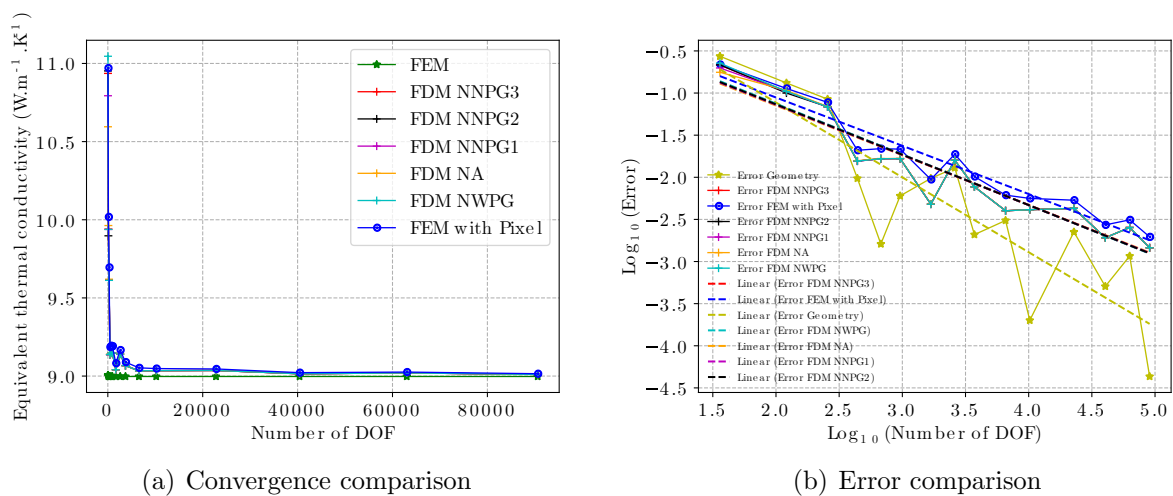 Equivalent thermal conductivity (W.m⁻¹.K¹)
11.0
10.5
10.0
9.5
9.0
0
20000
40000
60000
80000
Number of DOF
FEM
FDM NNPG3
FDM NNPG2
FDM NNPG1
FDM NA
FDM NWPG
FEM with Pixel
(a) Convergence comparison
Log₁₀(Error)
−0.5
−1.0
−1.5
−2.0
−2.5
−3.0
−3.5
−4.0
−4.5
1.5
2.0
2.5
3.0
3.5
4.0
4.5
5.0
Log₁₀(Number of DOF)
Error Geometry
Error FDM NNPG3
Error FEM with Pixel
Error FDM NNPG2
Error FDM NNPG1
Error FDM NA
Error FDM NWPG
Linear (Error FDM NNPG3)
Linear (Error FEM with Pixel)
Linear (Error Geometry)
Linear (Error FDM NWPG)
Linear (Error FDM NA)
Linear (Error FDM NNPG1)
Linear (Error FDM NNPG2)
(b) Error comparison